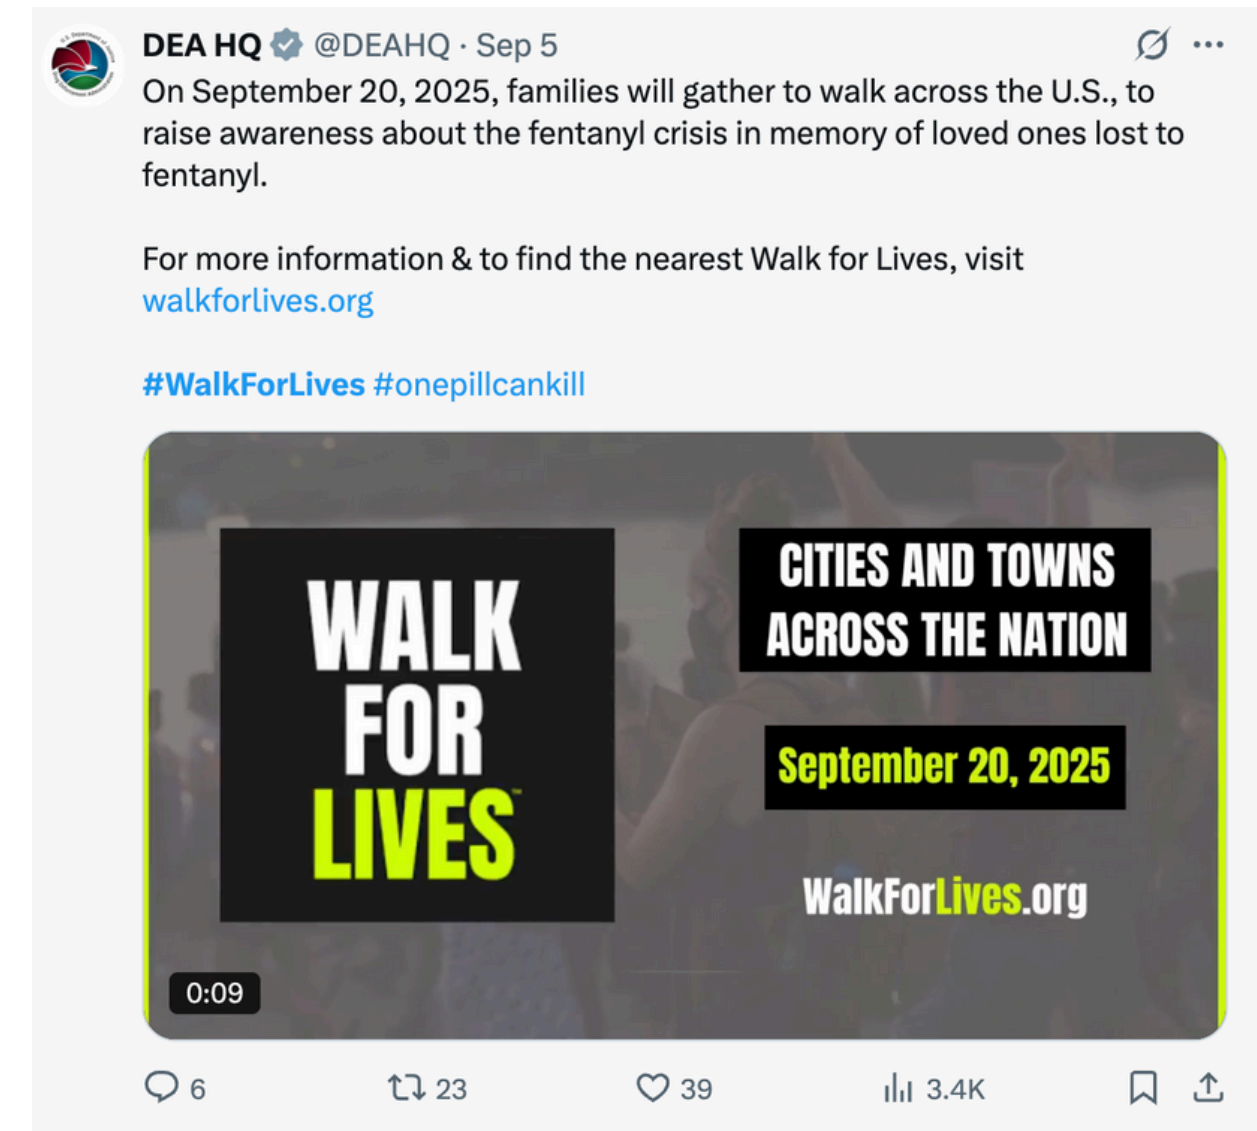 DEA HQ @DEAHQ · Sep 5
On September 20, 2025, families will gather to walk across the U.S., to
raise awareness about the fentanyl crisis in memory of loved ones lost to
fentanyl.
For more information & to find the nearest Walk for Lives, visit
walkforlives.org
#WalkForLives #onepillcankill
WALK
FOR
LIVES™
CITIES AND TOWNS
ACROSS THE NATION
September 20, 2025
WalkForLives.org
0:09
6 23 39 3.4K